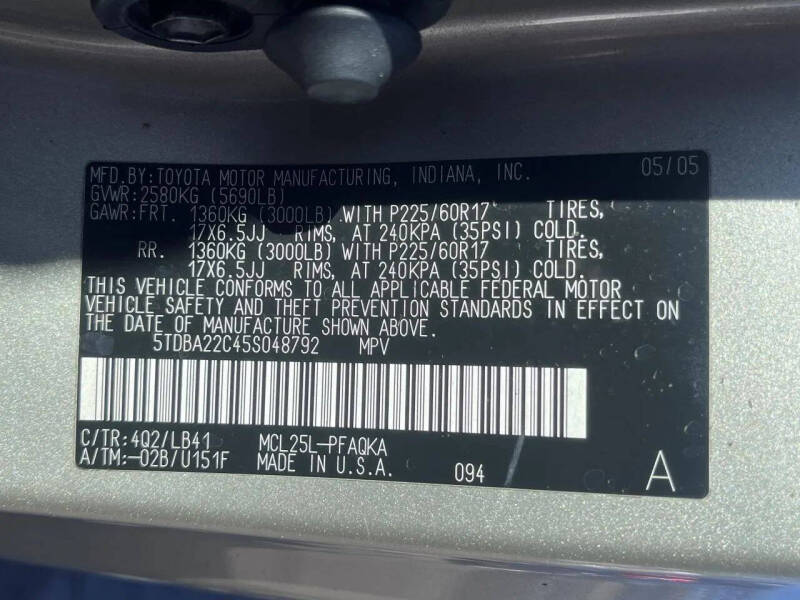 MFD.BY:TOYOTA MOTOR MANUFACTURING, INDIANA, INC. 05/05
GVWR:2580KG (5690LB)
GAWR:FRT. 1360KG (3000LB) WITH P225/60R17 TIRES,
17X6.5JJ RIMS, AT 240KPA (35PSI) COLD.
RR. 1360KG (3000LB) WITH P225/60R17 TIRES,
17X6.5JJ RIMS, AT 240KPA (35PSI) COLD.
THIS VEHICLE CONFORMS TO ALL APPLICABLE FEDERAL MOTOR
VEHICLE SAFETY AND THEFT PREVENTION STANDARDS IN EFFECT ON
THE DATE OF MANUFACTURE SHOWN ABOVE.
5TDBA22C45S048792 MPV
C/TR:4Q2/LB41 MCL25L-PFAQKA
A/TM:-02B/U151F MADE IN U.S.A. 094 A